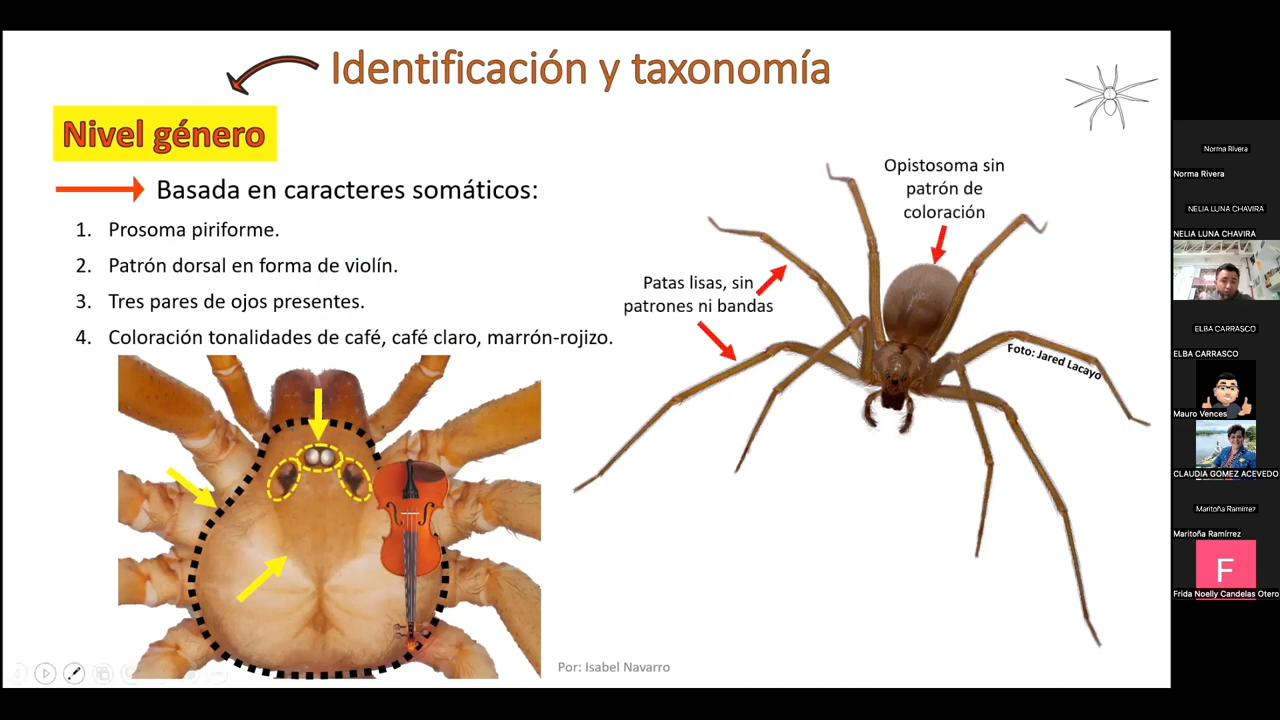 Identificación y taxonomía
Nivel género
Basada en caracteres somáticos:
1. Prosoma piriforme.
2. Patrón dorsal en forma de violín.
3. Tres pares de ojos presentes.
4. Coloración tonalidades de café, café claro, marrón-rojizo.
Opistosoma sin
patrón de
coloración
Patas lisas, sin
patrones ni bandas
Foto: Jared Lacayo
Por: Isabel Navarro
Norma Rivera
Norma Rivera
NELIA LUNA CHAVIRA
NELIA LUNA CHAVIRA
ELBA CARRASCO
ELBA CARRASCO
Mauro Vences
CLAUDIA GOMEZ ACEVEDO
Maritoña Ramírrez
Maritoña Ramírrez
F
Frida Noelly Candelas Otero